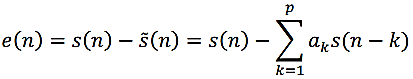 e(n) = s(n) − s̃(n) = s(n) − ∑_{k=1}^{p} a_k s(n − k)